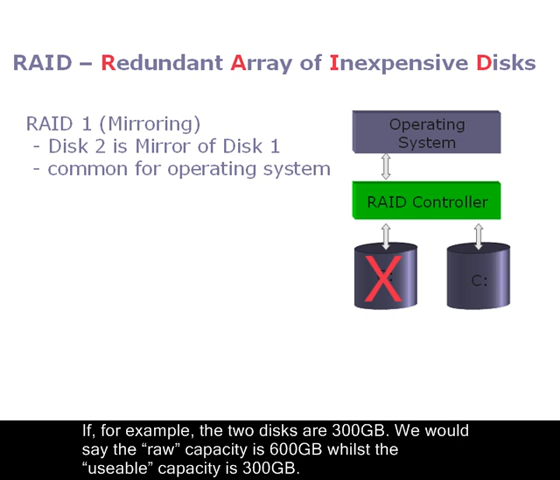 RAID – Redundant Array of Inexpensive Disks
RAID 1 (Mirroring)
- Disk 2 is Mirror of Disk 1
- common for operating system
Operating
System
RAID Controller
X
C:
If, for example, the two disks are 300GB. We would
say the “raw” capacity is 600GB whilst the
“useable” capacity is 300GB.